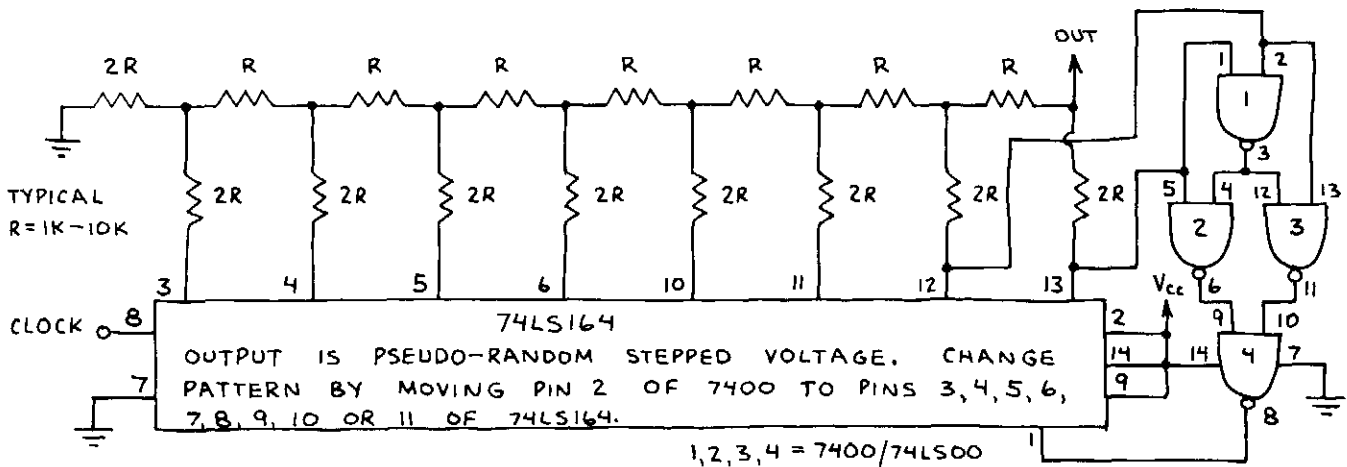 OUT
2R R R R R R R R
1 2
1
3
TYPICAL
R=1K-10K
2R 2R 2R 2R 2R 2R 2R 2R
5 4 12 13
2 3
6 11
3 4 5 6 10 11 12 13
Vcc
9 10
CLOCK 8
74LS164
2
OUTPUT IS PSEUDO-RANDOM STEPPED VOLTAGE. CHANGE
14 14 4 7
7
PATTERN BY MOVING PIN 2 OF 7400 TO PINS 3, 4, 5, 6,
9
7, 8, 9, 10 OR 11 OF 74LS164.
8
1
1, 2, 3, 4 = 7400/74LS00